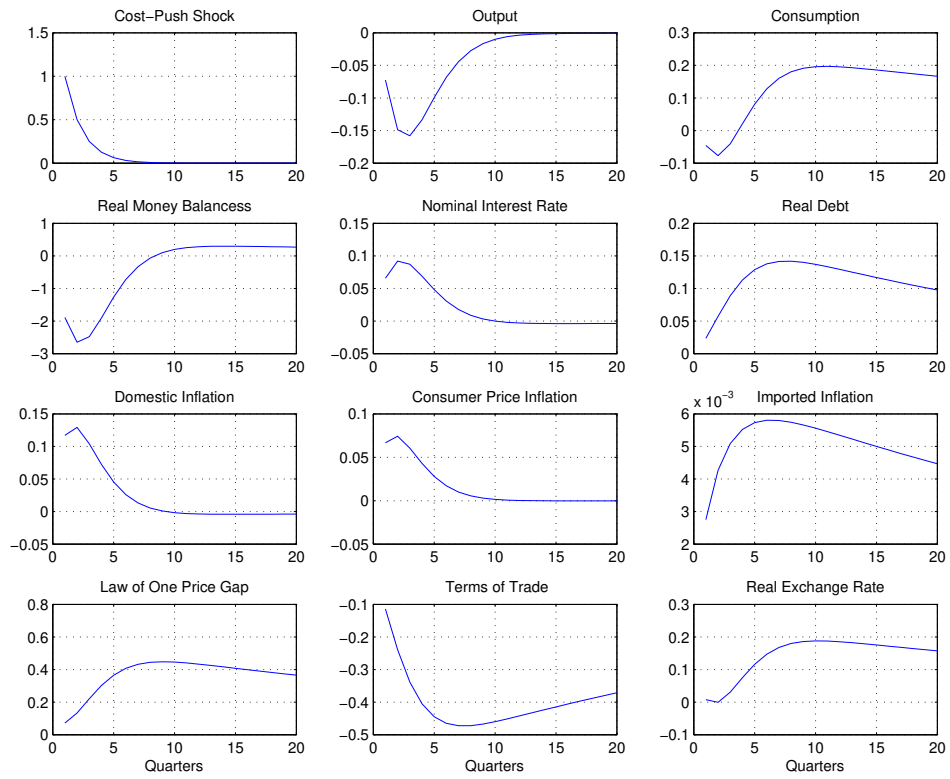 Cost−Push Shock
1.5
1
0.5
0
0 5 10 15 20
Output
0
−0.05
−0.1
−0.15
−0.2
0 5 10 15 20
Consumption
0.3
0.2
0.1
0
−0.1
0 5 10 15 20
Real Money Balancess
1
0
−1
−2
−3
0 5 10 15 20
Nominal Interest Rate
0.15
0.1
0.05
0
−0.05
0 5 10 15 20
Real Debt
0.2
0.15
0.1
0.05
0
0 5 10 15 20
Domestic Inflation
0.15
0.1
0.05
0
−0.05
0 5 10 15 20
Consumer Price Inflation
0.1
0.05
0
−0.05
0 5 10 15 20
Imported Inflation
x 10−3
6
5
4
3
2
0 5 10 15 20
Law of One Price Gap
0.8
0.6
0.4
0.2
0
0 5 10 15 20
Quarters
Terms of Trade
−0.1
−0.2
−0.3
−0.4
−0.5
0 5 10 15 20
Quarters
Real Exchange Rate
0.3
0.2
0.1
0
−0.1
0 5 10 15 20
Quarters